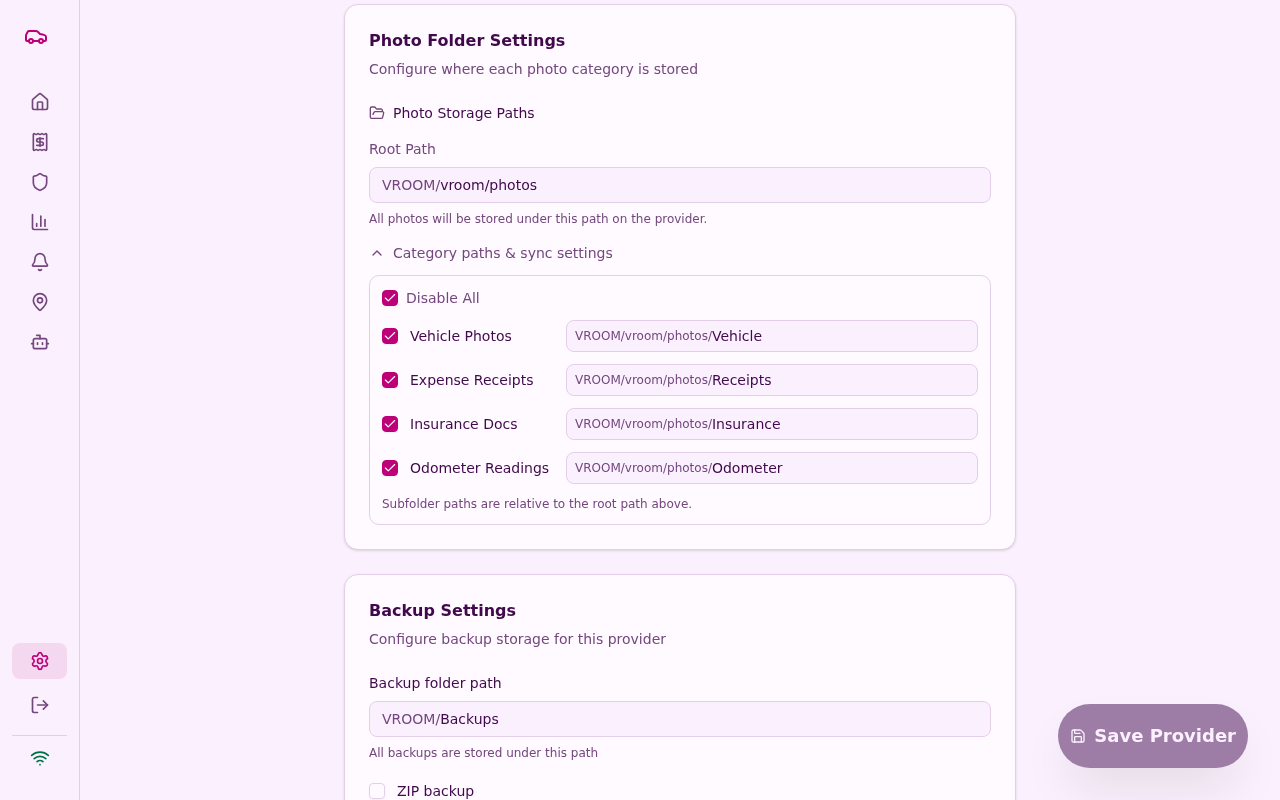 Photo Folder Settings
Configure where each photo category is stored
Photo Storage Paths
Root Path
VROOM/vroom/photos
All photos will be stored under this path on the provider.
Category paths & sync settings
Disable All
Vehicle Photos VROOM/vroom/photos/Vehicle
Expense Receipts VROOM/vroom/photos/Receipts
Insurance Docs VROOM/vroom/photos/Insurance
Odometer Readings VROOM/vroom/photos/Odometer
Subfolder paths are relative to the root path above.
Backup Settings
Configure backup storage for this provider
Backup folder path
VROOM/Backups
All backups are stored under this path
ZIP backup
Save Provider